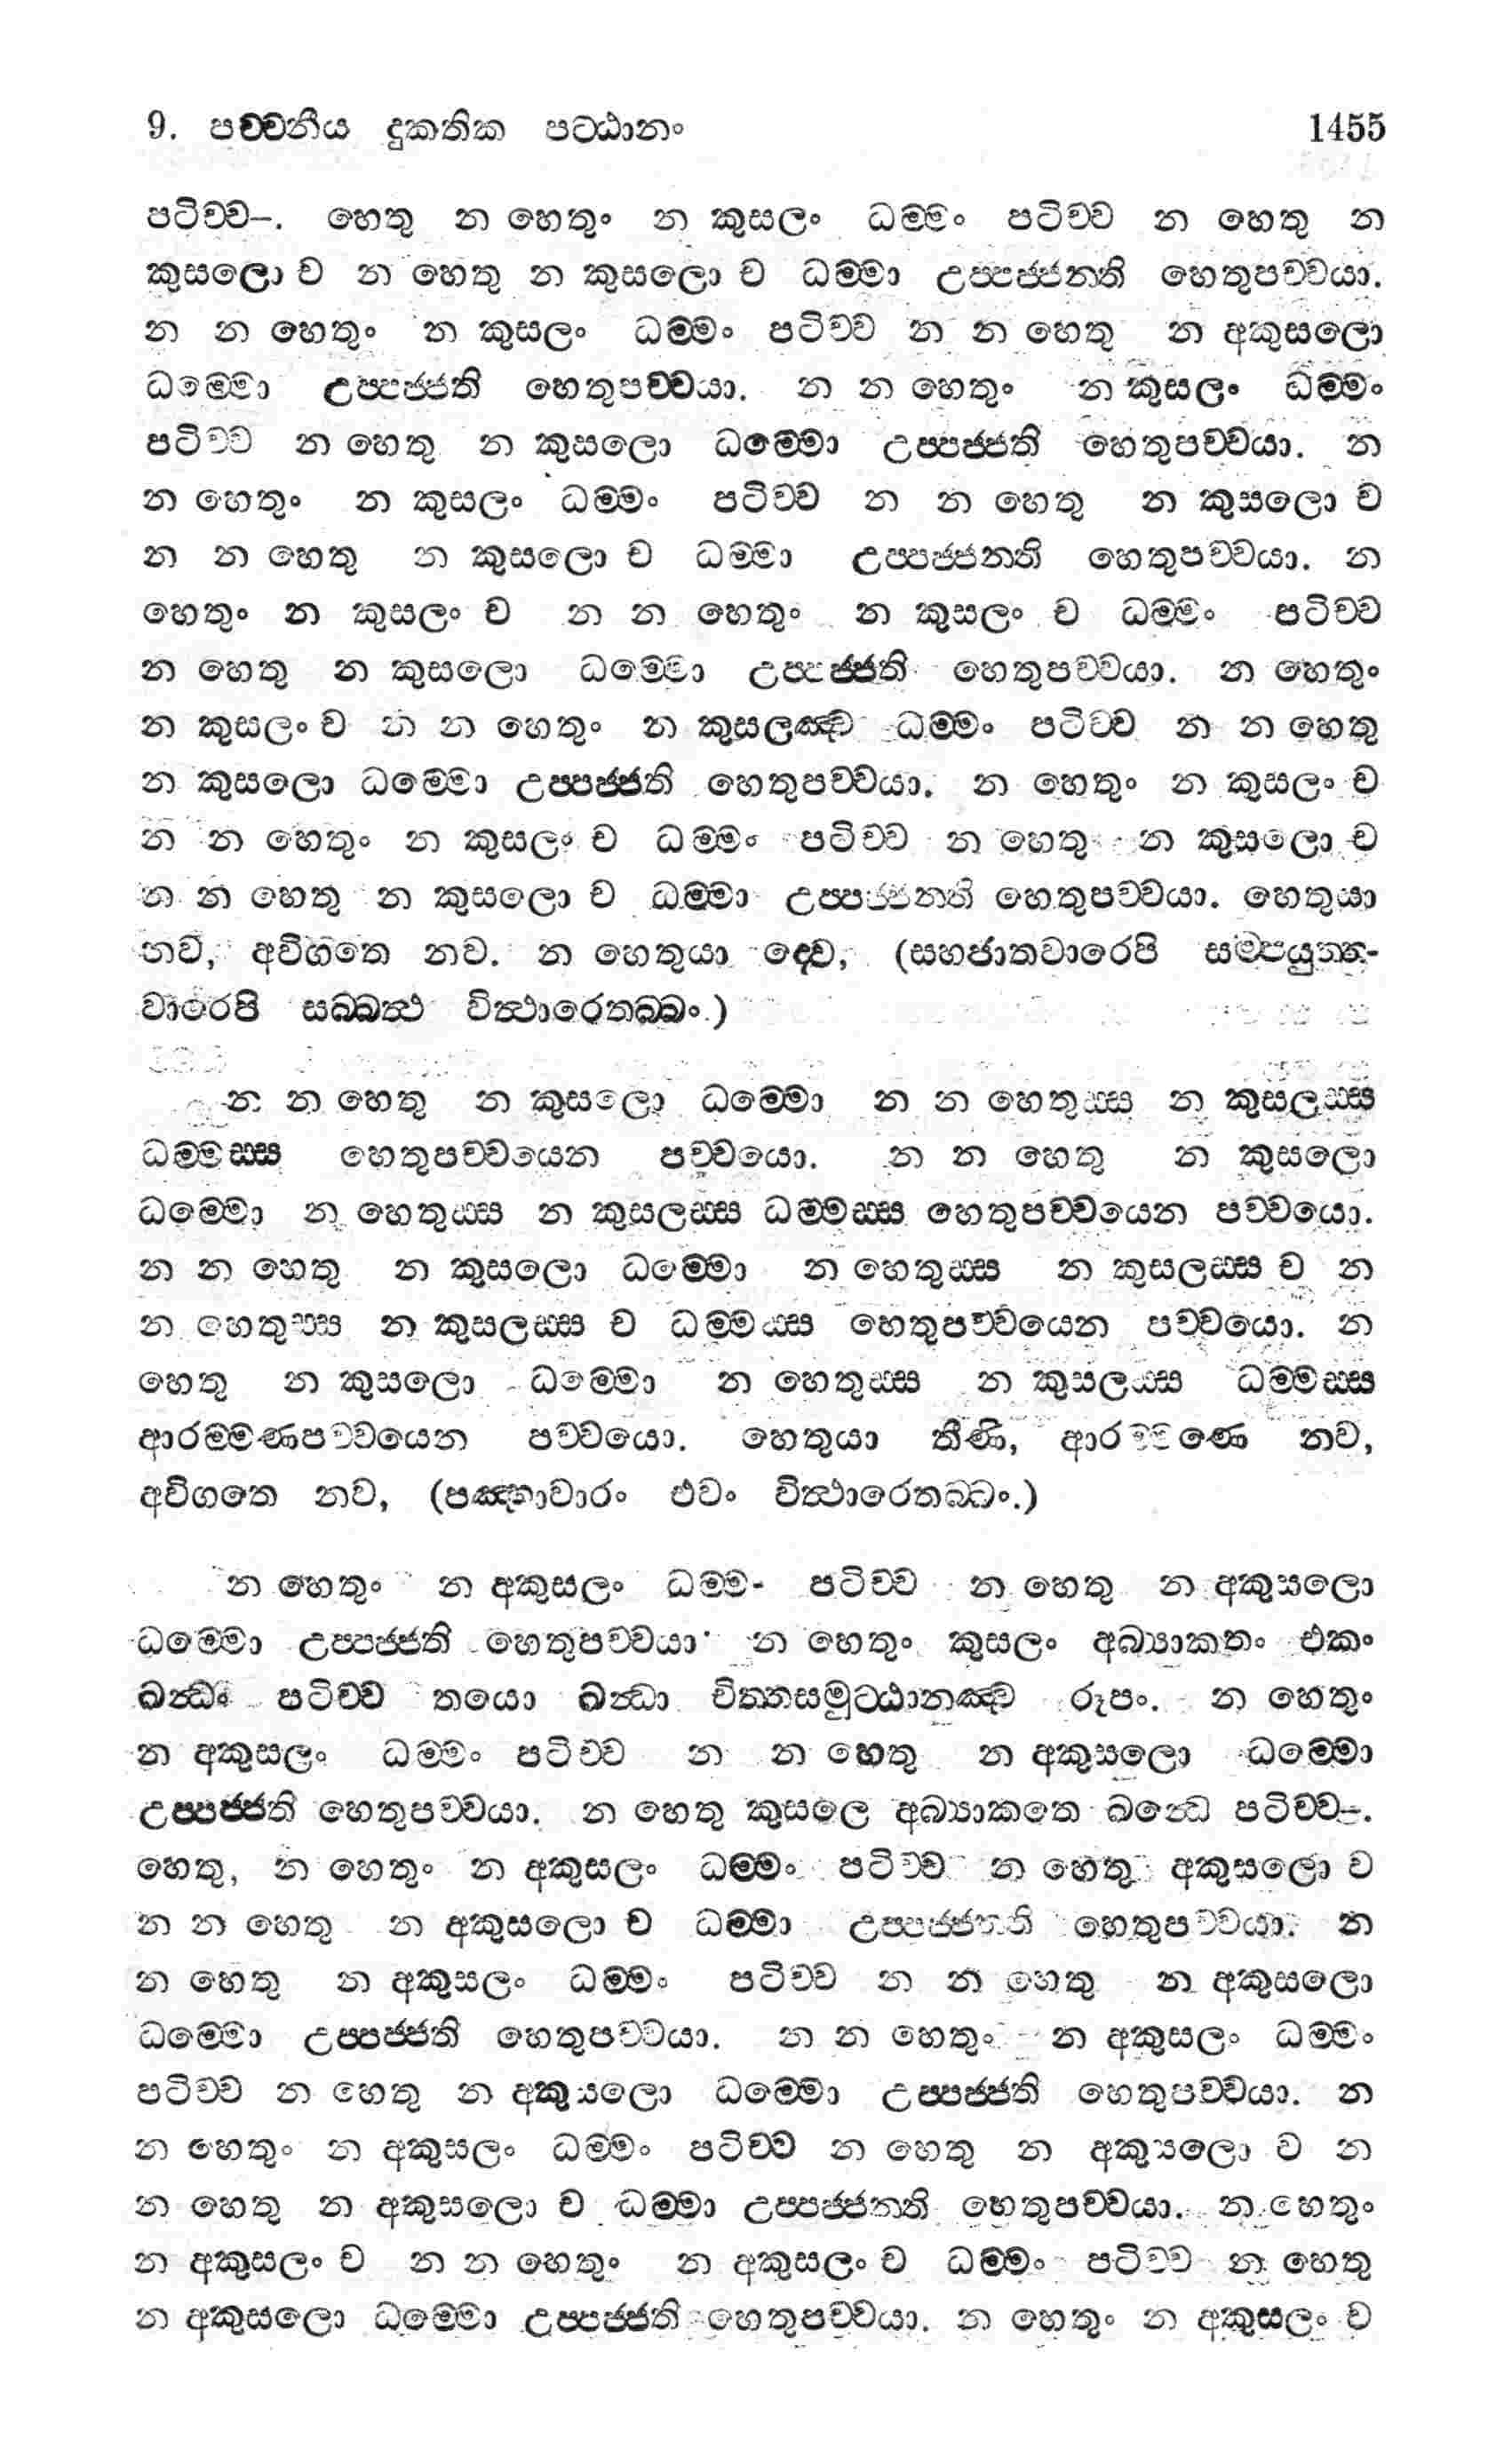 9. පච්චනීය දුකතික පට්ඨානං 1455
පටිච්ච–. හෙතු න හෙතුං න කුසලං ධම්මං පටිච්ච න හෙතු න
කුසලො ච න හෙතු න කුසලො ච ධම්මා උප්පජ්ජන්ති හෙතුපච්චයා.
න න හෙතුං න කුසලං ධම්මං පටිච්ච න න හෙතු න අකුසලො
ධම්මො උප්පජ්ජති හෙතුපච්චයා. න න හෙතුං න කුසලං ධම්මං
පටිච්ච න හෙතු න කුසලො ධම්මො උප්පජ්ජති හෙතුපච්චයා. න
න හෙතුං න කුසලං ධම්මං පටිච්ච න න හෙතු න කුසලො ච
න න හෙතු න කුසලො ච ධම්මා උප්පජ්ජන්ති හෙතුපච්චයා. න
හෙතුං න කුසලං ච න න හෙතුං න කුසලං ච ධම්මං පටිච්ච
න හෙතු න කුසලො ධම්මො උප්පජ්ජති හෙතුපච්චයා. න හෙතුං
න කුසලං ච න න හෙතුං න කුසලඤ්ච ධම්මං පටිච්ච න න හෙතු
න කුසලො ධම්මො උප්පජ්ජති හෙතුපච්චයා. න හෙතුං න කුසලං ච
න න හෙතුං න කුසලං ච ධම්මං පටිච්ච න හෙතු න කුසලො ච
න න හෙතු න කුසලො ච ධම්මා උප්පජ්ජන්ති හෙතුපච්චයා. හෙතුයා
නව, අවිගතෙ නව. න හෙතුයා ද්වෙ, (සහජාතවාරෙපි සම්පයුත්ත-
වාරෙපි සබ්බත්ථ විත්ථාරෙතබ්බං.)
න න හෙතු න කුසලො ධම්මො න න හෙතුස්ස න කුසලස්ස
ධම්මස්ස හෙතුපච්චයෙන පච්චයො. න න හෙතු න කුසලො
ධම්මො න හෙතුස්ස න කුසලස්ස ධම්මස්ස හෙතුපච්චයෙන පච්චයො.
න න හෙතු න කුසලො ධම්මො න හෙතුස්ස න කුසලස්ස ච න
න හෙතුස්ස න කුසලස්ස ච ධම්මස්ස හෙතුපච්චයෙන පච්චයො. න
හෙතු න කුසලො ධම්මො න හෙතුස්ස න කුසලස්ස ධම්මස්ස
ආරම්මණපච්චයෙන පච්චයො. හෙතුයා තීණි, ආරම්මණෙ නව,
අවිගතෙ නව, (පඤ්හාවාරං එවං විත්ථාරෙතබ්බං.)
න හෙතුං න අකුසලං ධම්මං පටිච්ච න හෙතු න අකුසලො
ධම්මො උප්පජ්ජති හෙතුපච්චයා. න හෙතුං කුසලං අබ්‍යාකතං එකං
ඛන්ධං පටිච්ච තයො ඛන්ධා චිත්තසමුට්ඨානඤ්ච රූපං. න හෙතුං
න අකුසලං ධම්මං පටිච්ච න න හෙතු න අකුසලො ධම්මො
උප්පජ්ජති හෙතුපච්චයා. න හෙතු කුසලෙ අබ්‍යාකතෙ ඛන්ධෙ පටිච්ච–.
හෙතු, න හෙතුං න අකුසලං ධම්මං පටිච්ච න හෙතු අකුසලො ච
න න හෙතු න අකුසලො ච ධම්මා උප්පජ්ජන්ති හෙතුපච්චයා. න
න හෙතු න අකුසලං ධම්මං පටිච්ච න න හෙතු න අකුසලො
ධම්මො උප්පජ්ජති හෙතුපච්චයා. න න හෙතුං න අකුසලං ධම්මං
පටිච්ච න හෙතු න අකුසලො ධම්මො උප්පජ්ජති හෙතුපච්චයා. න
න හෙතුං න අකුසලං ධම්මං පටිච්ච න හෙතු න අකුසලො ච න
න හෙතු න අකුසලො ච ධම්මා උප්පජ්ජන්ති හෙතුපච්චයා. න හෙතුං
න අකුසලං ච න න හෙතුං න අකුසලං ච ධම්මං පටිච්ච න හෙතු
න අකුසලො ධම්මො උප්පජ්ජති හෙතුපච්චයා. න හෙතුං න අකුසලං ච